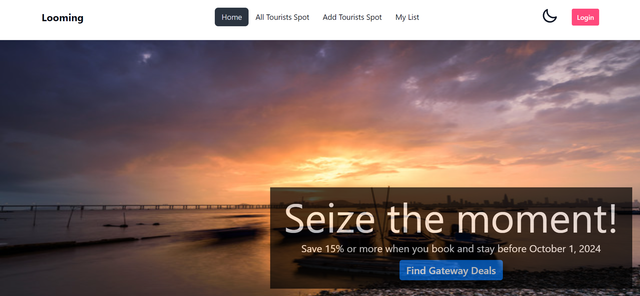 Looming
Home
All Tourists Spot
Add Tourists Spot
My List
Login
Seize the moment!
Save 15% or more when you book and stay before October 1, 2024
Find Gateway Deals